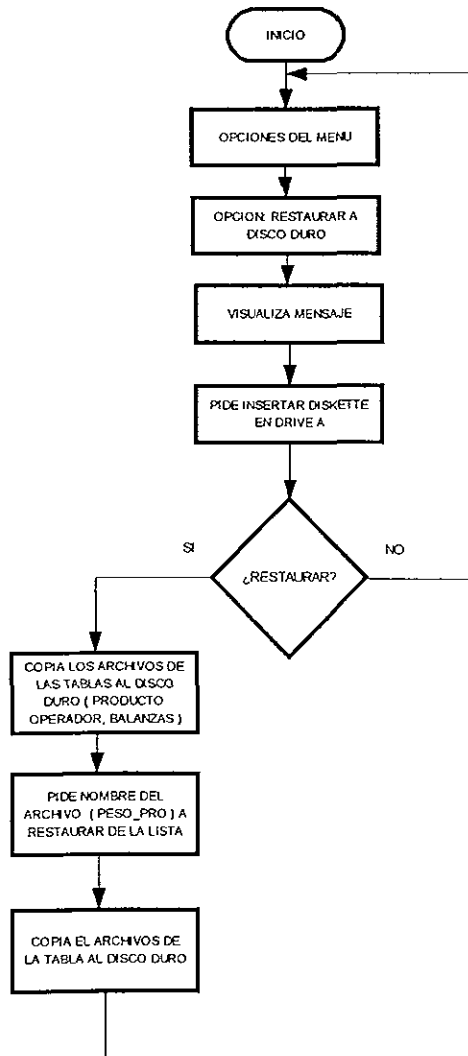 INICIO
OPCIONES DEL MENU
OPCION: RESTAURAR A
DISCO DURO
VISUALIZA MENSAJE
PIDE INSERTAR DISKETTE
EN DRIVE A
SI
¿RESTAURAR?
NO
COPIA LOS ARCHIVOS DE
LAS TABLAS AL DISCO
DURO ( PRODUCTO
OPERADOR, BALANZAS )
PIDE NOMBRE DEL
ARCHIVO ( PESO_PRO ) A
RESTAURAR DE LA LISTA
COPIA EL ARCHIVOS DE
LA TABLA AL DISCO DURO